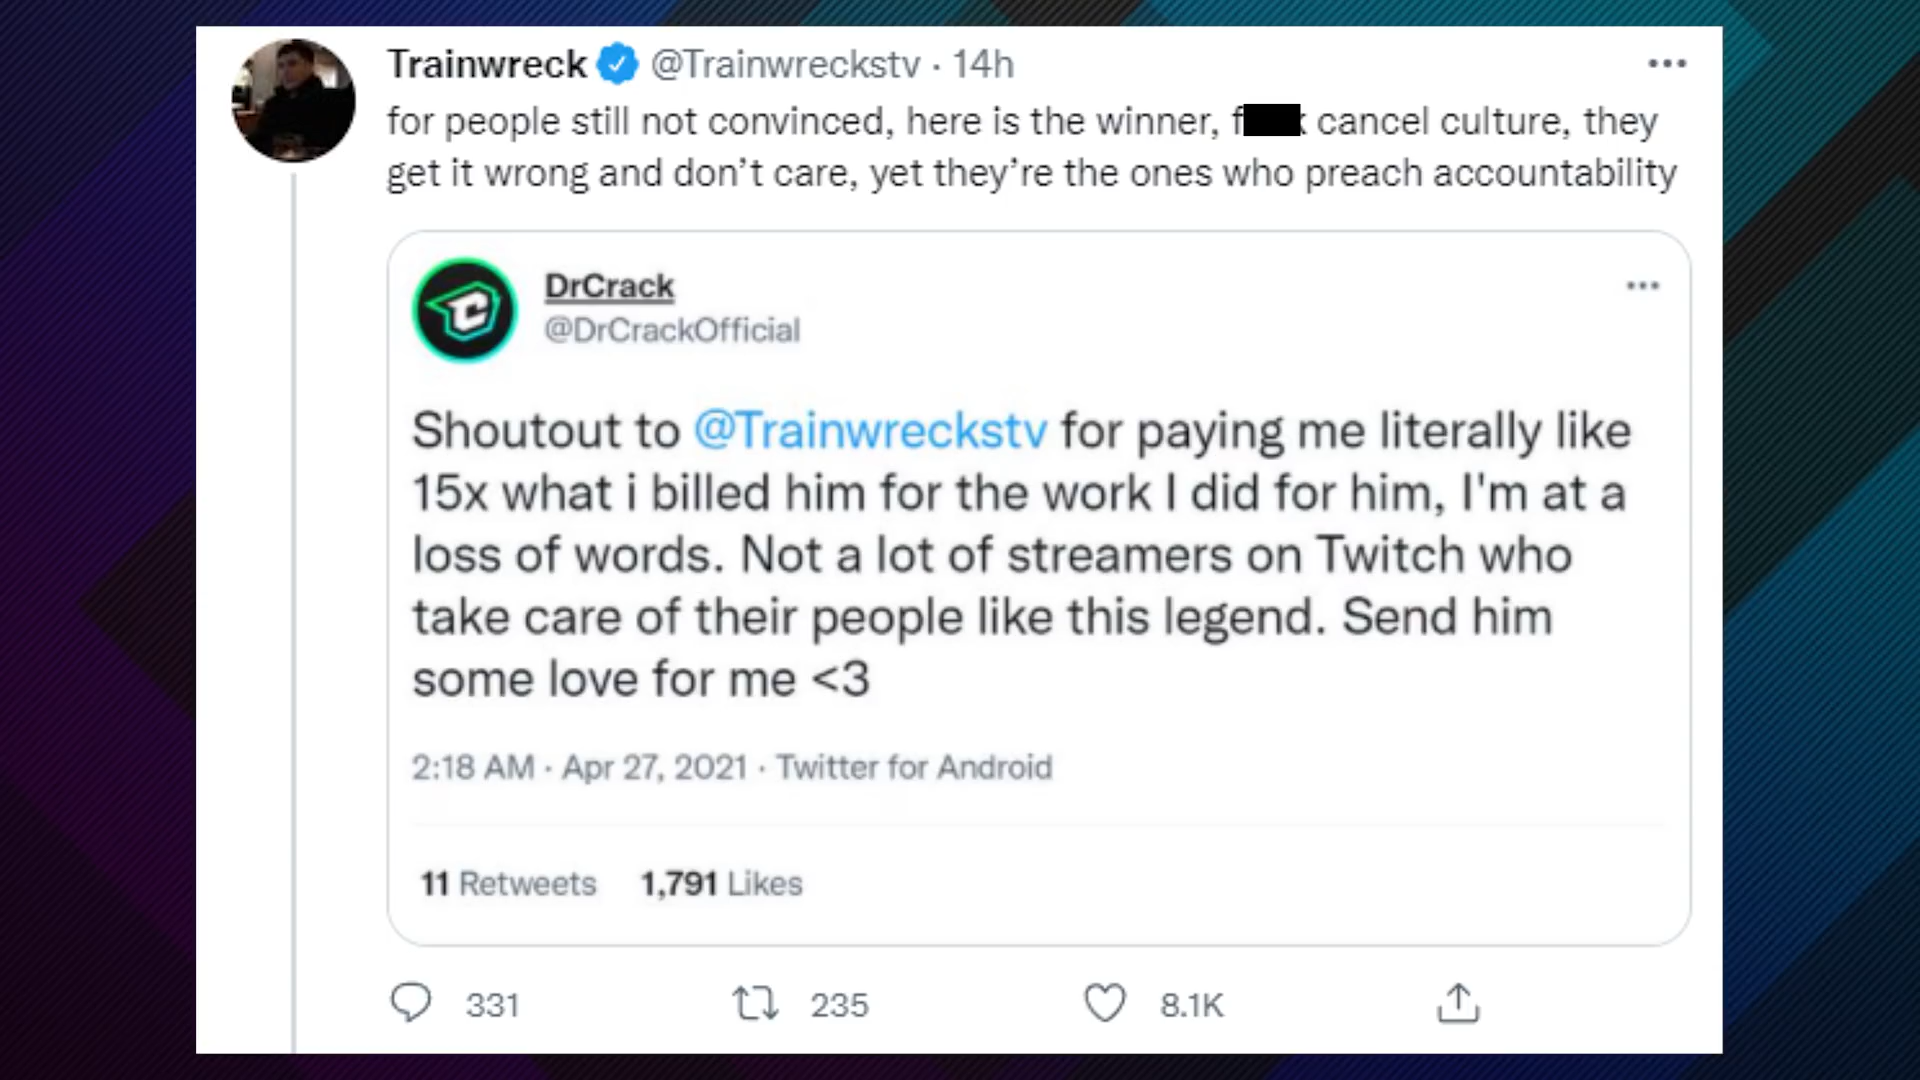 Trainwreck @Trainwreckstv · 14h
for people still not convinced, here is the winner, f k cancel culture, they
get it wrong and don’t care, yet they’re the ones who preach accountability
DrCrack
@DrCrackOfficial
Shoutout to @Trainwreckstv for paying me literally like
15x what i billed him for the work I did for him, I'm at a
loss of words. Not a lot of streamers on Twitch who
take care of their people like this legend. Send him
some love for me <3
2:18 AM · Apr 27, 2021 · Twitter for Android
11 Retweets 1,791 Likes
331 235 8.1K